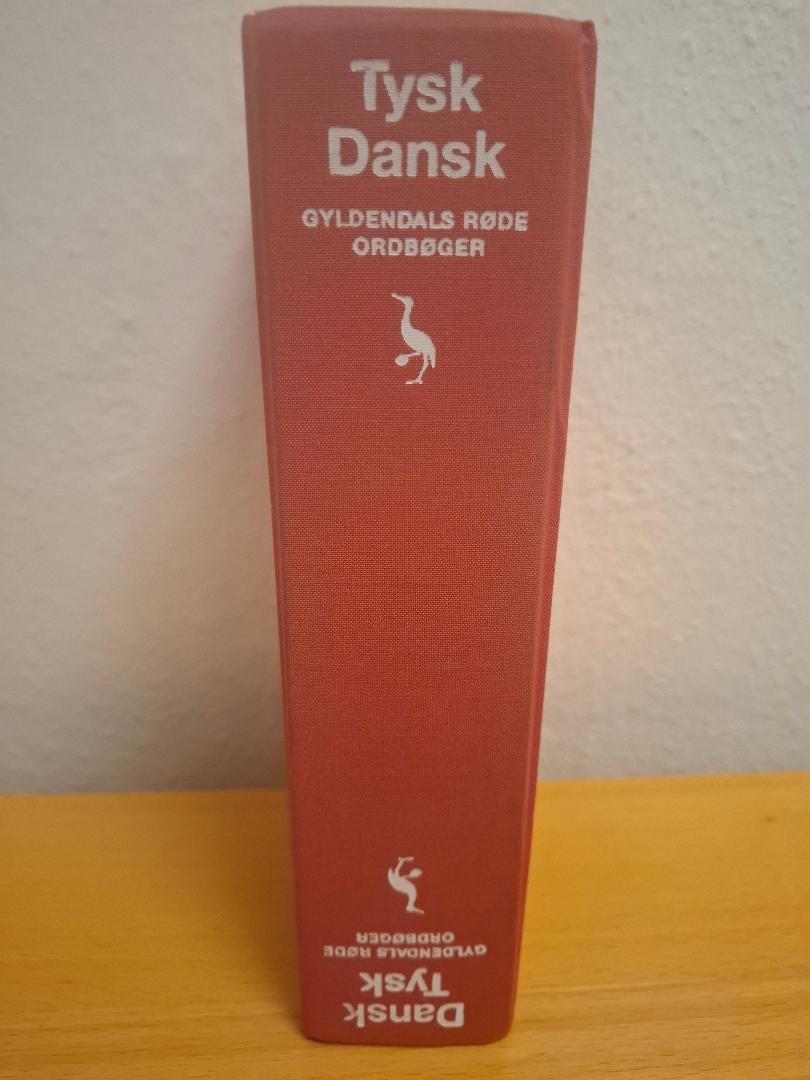 Tysk
Dansk
GYLDENDALS RØDE
ORDBØGER
Dansk
Tysk
GYLDENDALS RØDE
ORDBØGER